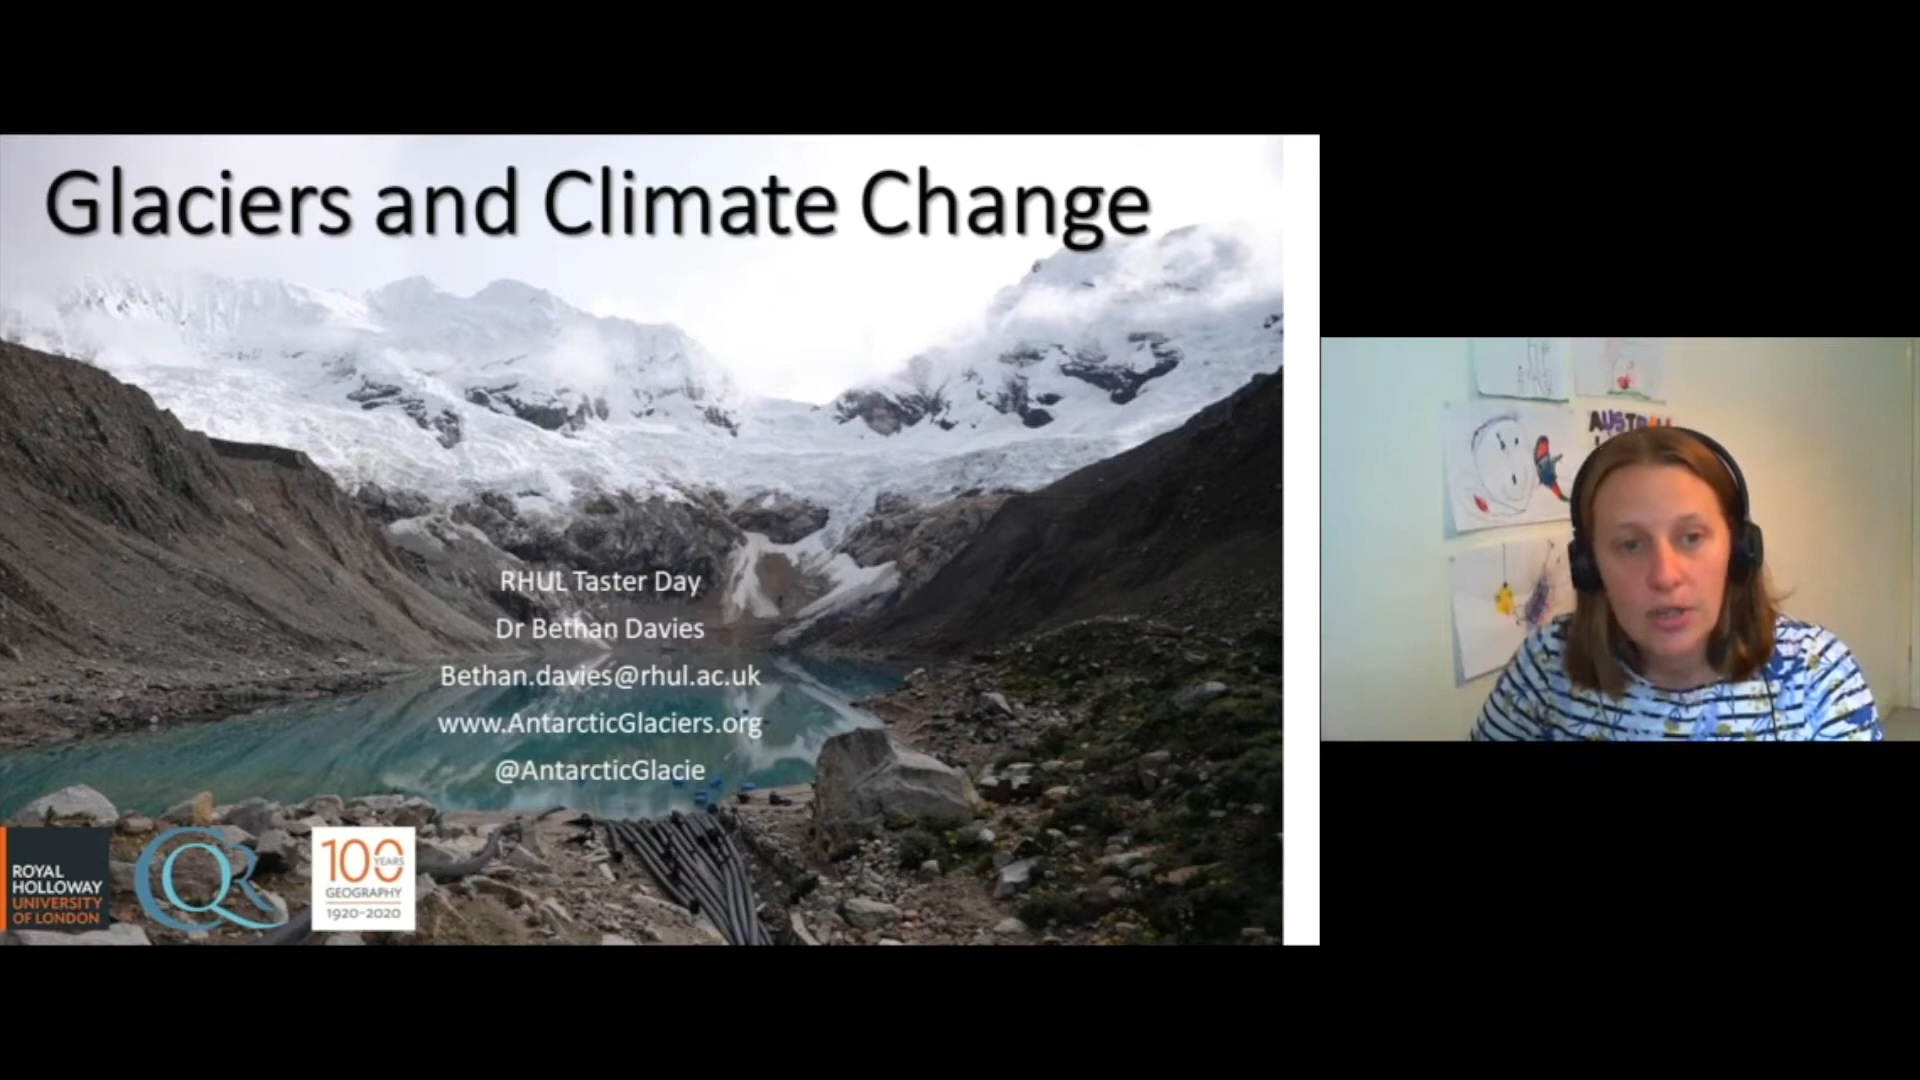 Glaciers and Climate Change
RHUL Taster Day
Dr Bethan Davies
Bethan.davies@rhul.ac.uk
www.AntarcticGlaciers.org
@AntarcticGlacie
ROYAL
HOLLOWAY
UNIVERSITY
OF LONDON
QR
100
YEARS
GEOGRAPHY
1920-2020